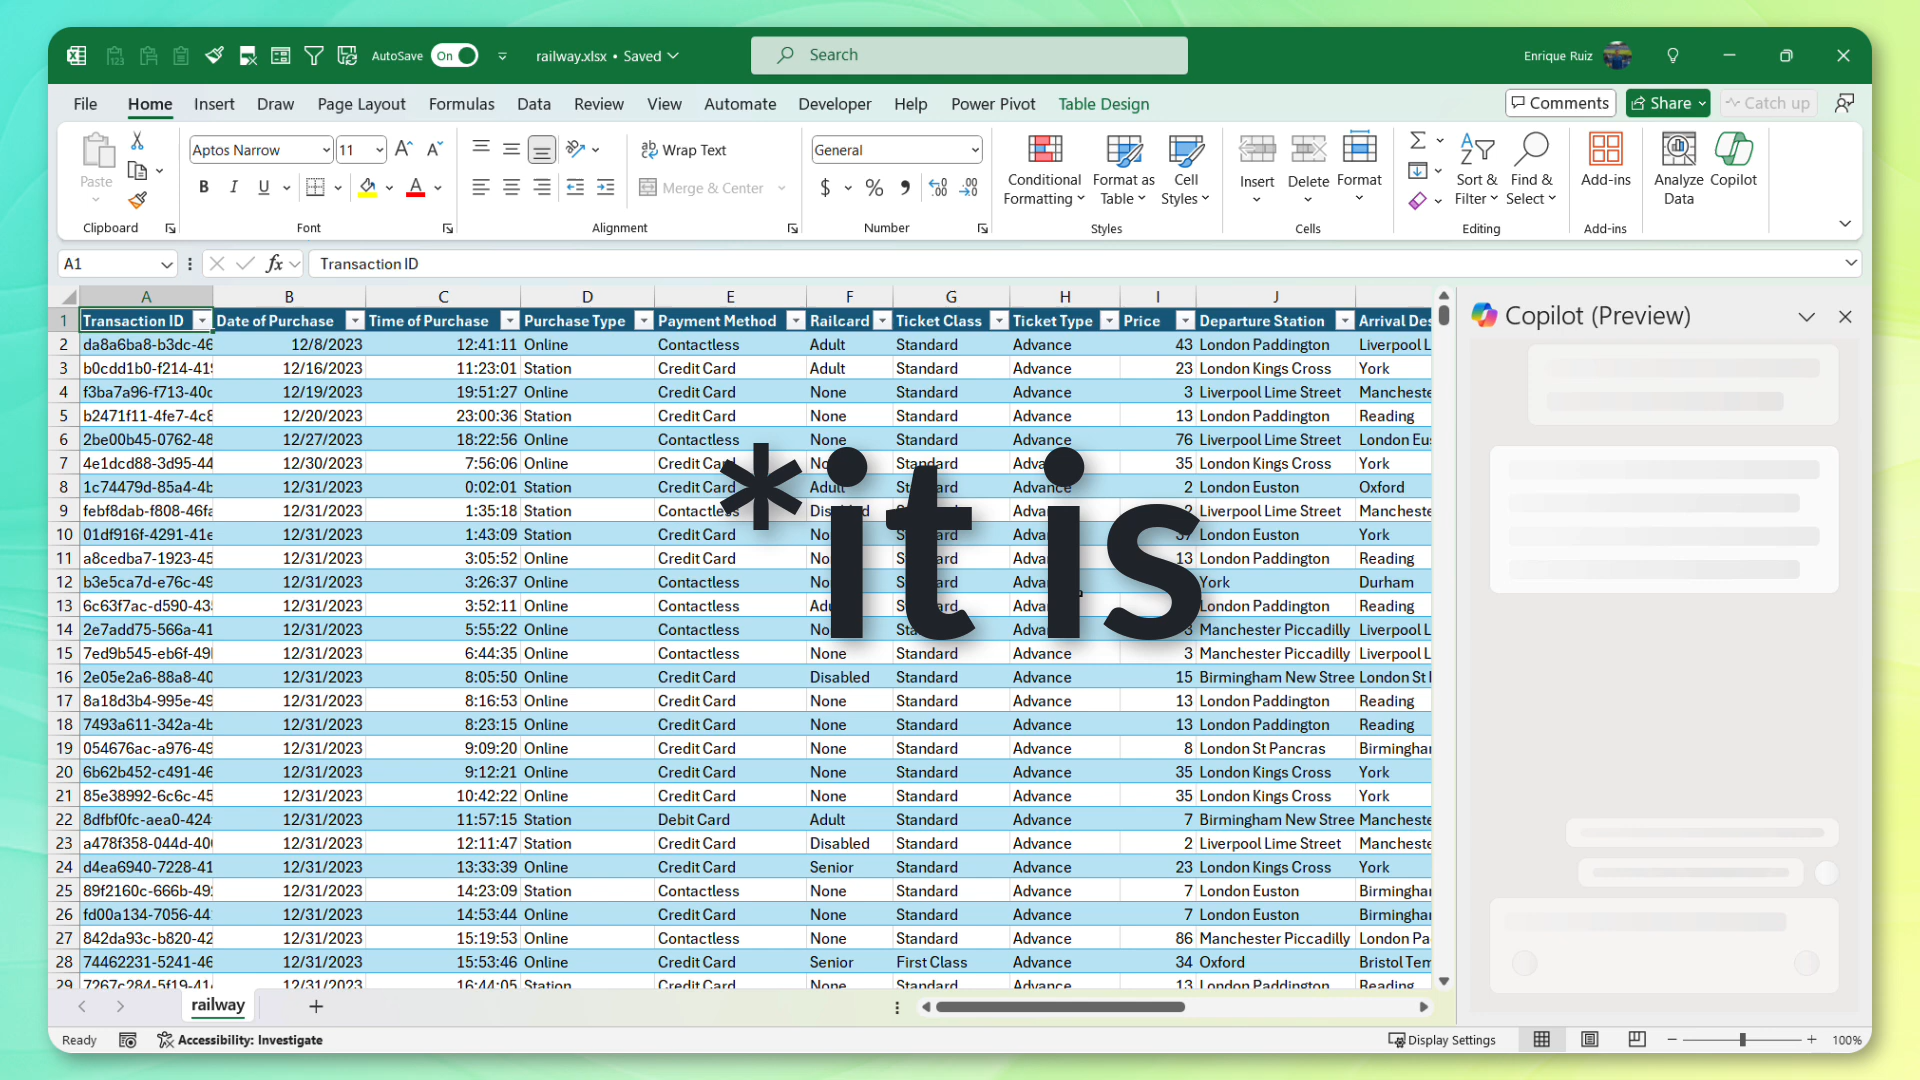 AutoSave On railway.xlsx • Saved Search Enrique Ruiz
File Home Insert Draw Page Layout Formulas Data Review View Automate Developer Help Power Pivot Table Design Comments Share Catch up
Paste Aptos Narrow 11 Wrap Text Merge & Center General Conditional Formatting Format as Table Cell Styles Insert Delete Format Sort & Filter Find & Select Add-ins Analyze Data Copilot
Clipboard Font Alignment Number Styles Cells Editing Add-ins
A1 fx Transaction ID
A B C D E F G H I J
1 Transaction ID Date of Purchase Time of Purchase Purchase Type Payment Method Railcard Ticket Class Ticket Type Price Departure Station Arrival Des
2 da8a6ba8-b3dc-46 12/8/2023 12:41:11 Online Contactless Adult Standard Advance 43 London Paddington Liverpool L
3 b0cdd1b0-f214-419 12/16/2023 11:23:01 Station Credit Card Adult Standard Advance 23 London Kings Cross York
4 f3ba7a96-f713-40c 12/19/2023 19:51:27 Online Credit Card None Standard Advance 3 Liverpool Lime Street Manchest
5 b2471f11-4fe7-4c8 12/20/2023 23:00:36 Station Credit Card None Standard Advance 13 London Paddington Reading
6 2be00b45-0762-48 12/27/2023 18:22:56 Online Contactless None Standard Advance 76 Liverpool Lime Street London Eus
7 4e1dcd88-3d95-44 12/30/2023 7:56:06 Online Credit Card Standard 35 London Kings Cross York
8 1c74479d-85a4-4b 12/31/2023 0:02:01 Station Credit Card Adult Advance 2 London Euston Oxford
9 febf8dab-f808-46fa 12/31/2023 1:35:18 Station Contactless Liverpool Lime Street Manchest
10 01df916f-4291-41e 12/31/2023 1:43:09 Station Credit Card London Euston York
11 a8cedba7-1923-45 12/31/2023 3:05:52 Online Credit Card 13 London Paddington Reading
12 b3e5ca7d-e76c-49 12/31/2023 3:26:37 Online Contactless York Durham
13 6c63f7ac-d590-435 12/31/2023 3:52:11 Online Contactless London Paddington Reading
14 2e7add75-566a-41 12/31/2023 5:55:22 Online Contactless Manchester Piccadilly Liverpool L
*it is
15 7ed9b545-eb6f-49 12/31/2023 6:44:35 Online Contactless None Standard Advance 3 Manchester Piccadilly Liverpool L
16 2e05e2a6-88a8-40 12/31/2023 8:05:50 Online Credit Card Disabled Standard Advance 15 Birmingham New Stree London St
17 8a18d3b4-995e-49 12/31/2023 8:16:53 Online Credit Card None Standard Advance 13 London Paddington Reading
18 7493a611-342a-4b 12/31/2023 8:23:15 Online Credit Card None Standard Advance 13 London Paddington Reading
19 054676ac-a976-49 12/31/2023 9:09:20 Online Credit Card None Standard Advance 8 London St Pancras Birmingha
20 6b62b452-c491-46 12/31/2023 9:12:21 Online Credit Card None Standard Advance 35 London Kings Cross York
21 85e38992-6c6c-45 12/31/2023 10:42:22 Online Credit Card None Standard Advance 35 London Kings Cross York
22 8dfbf0fc-aea0-424 12/31/2023 11:57:15 Station Debit Card Adult Standard Advance 7 Birmingham New Stree Manchest
23 a478f358-044d-40 12/31/2023 12:11:47 Station Credit Card Disabled Standard Advance 2 Liverpool Lime Street Manchest
24 d4ea6940-7228-41 12/31/2023 13:33:39 Online Credit Card Senior Standard Advance 23 London Kings Cross York
25 89f2160c-666b-49 12/31/2023 14:23:09 Station Contactless None Standard Advance 7 London Euston Birmingha
26 fd00a134-7056-44 12/31/2023 14:53:44 Online Credit Card None Standard Advance 7 London Euston Birmingha
27 842da93c-b820-42 12/31/2023 15:19:53 Online Contactless None Standard Advance 86 Manchester Piccadilly London Pa
28 74462231-5241-46 12/31/2023 15:53:46 Online Credit Card Senior First Class Advance 34 Oxford Bristol Tem
29 7267c284-5f19-41 12/31/2023 16:44:05 Station Credit Card None Standard Advance 13 London Paddington Reading
Copilot (Preview)
railway
Ready Accessibility: Investigate Display Settings 100%